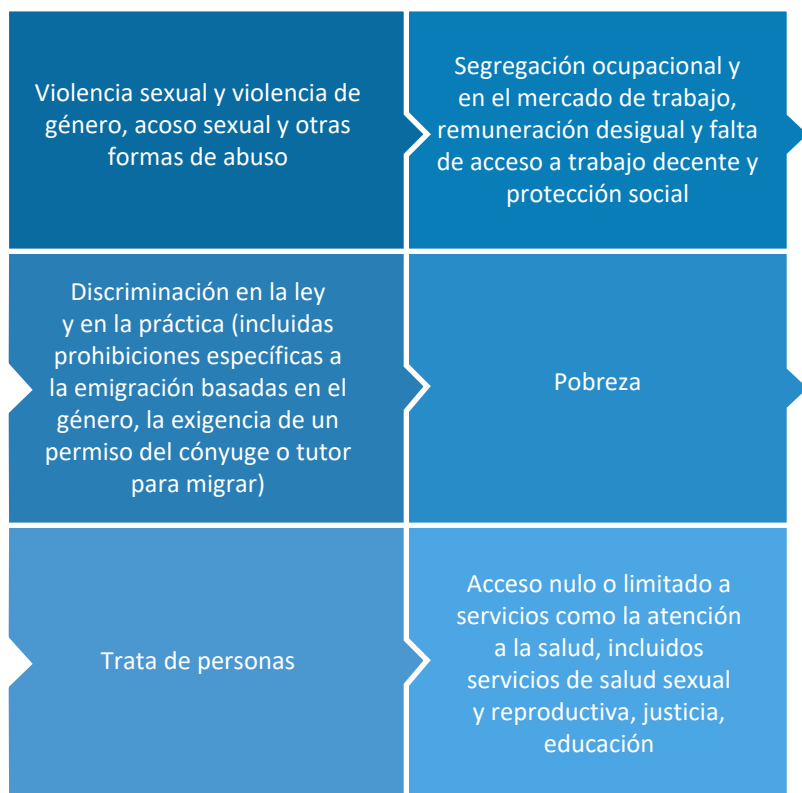 Violencia sexual y violencia de
género, acoso sexual y otras
formas de abuso
Segregación ocupacional y
en el mercado de trabajo,
remuneración desigual y falta
de acceso a trabajo decente y
protección social
Discriminación en la ley
y en la práctica (incluidas
prohibiciones específicas a
la emigración basadas en el
género, la exigencia de un
permiso del cónyuge o tutor
para migrar)
Pobreza
Trata de personas
Acceso nulo o limitado a
servicios como la atención
a la salud, incluidos
servicios de salud sexual
y reproductiva, justicia,
educación